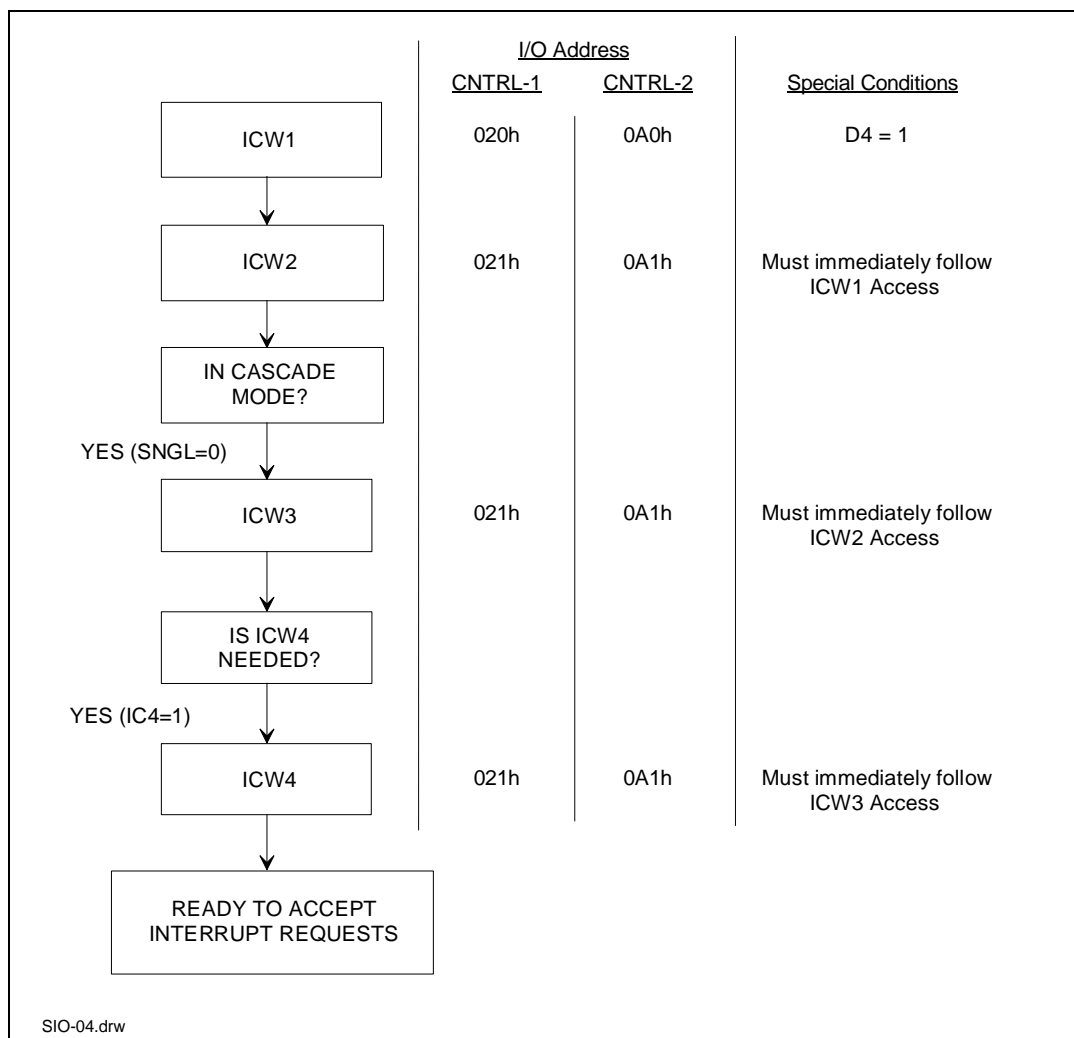 I/O Address
CNTRL-1 CNTRL-2 Special Conditions
ICW1 020h 0A0h D4 = 1
ICW2 021h 0A1h Must immediately follow
ICW1 Access
IN CASCADE
MODE?
YES (SNGL=0)
ICW3 021h 0A1h Must immediately follow
ICW2 Access
IS ICW4
NEEDED?
YES (IC4=1)
ICW4 021h 0A1h Must immediately follow
ICW3 Access
READY TO ACCEPT
INTERRUPT REQUESTS
SIO-04.drw